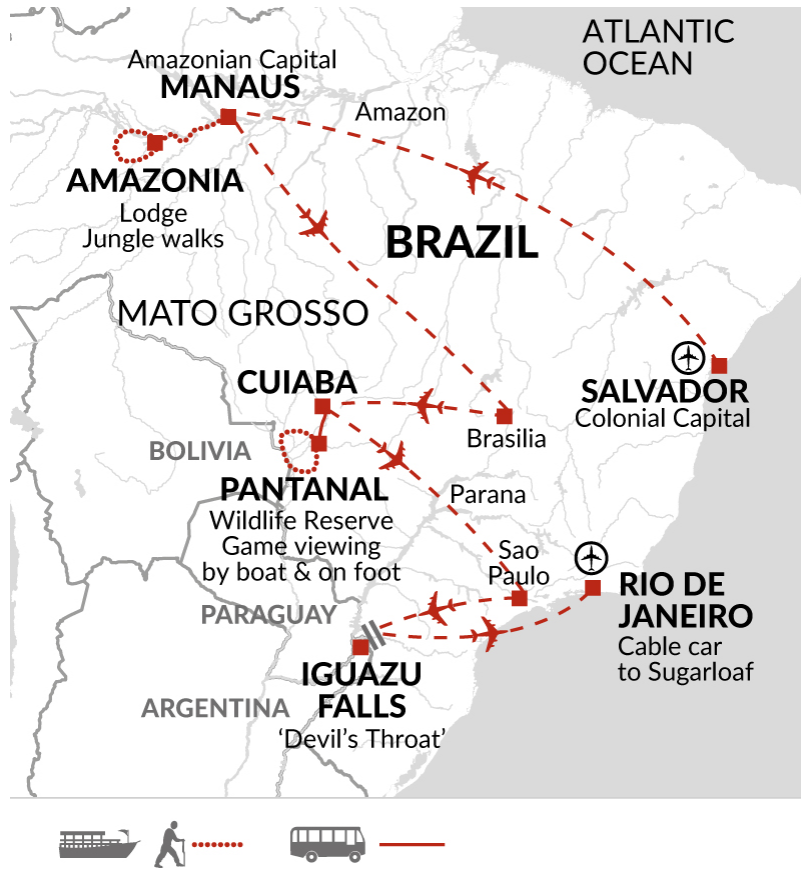 ATLANTIC
OCEAN
Amazonian Capital
MANAUS
Amazon
AMAZONIA
Lodge
Jungle walks
BRAZIL
MATO GROSSO
CUIABA
SALVADOR
Colonial Capital
Brasilia
BOLIVIA
PANTANAL
Wildlife Reserve
Game viewing
by boat & on foot
Parana
Sao
Paulo
RIO DE
JANEIRO
Cable car
to Sugarloaf
PARAGUAY
IGUAZU
FALLS
'Devil's Throat'
ARGENTINA